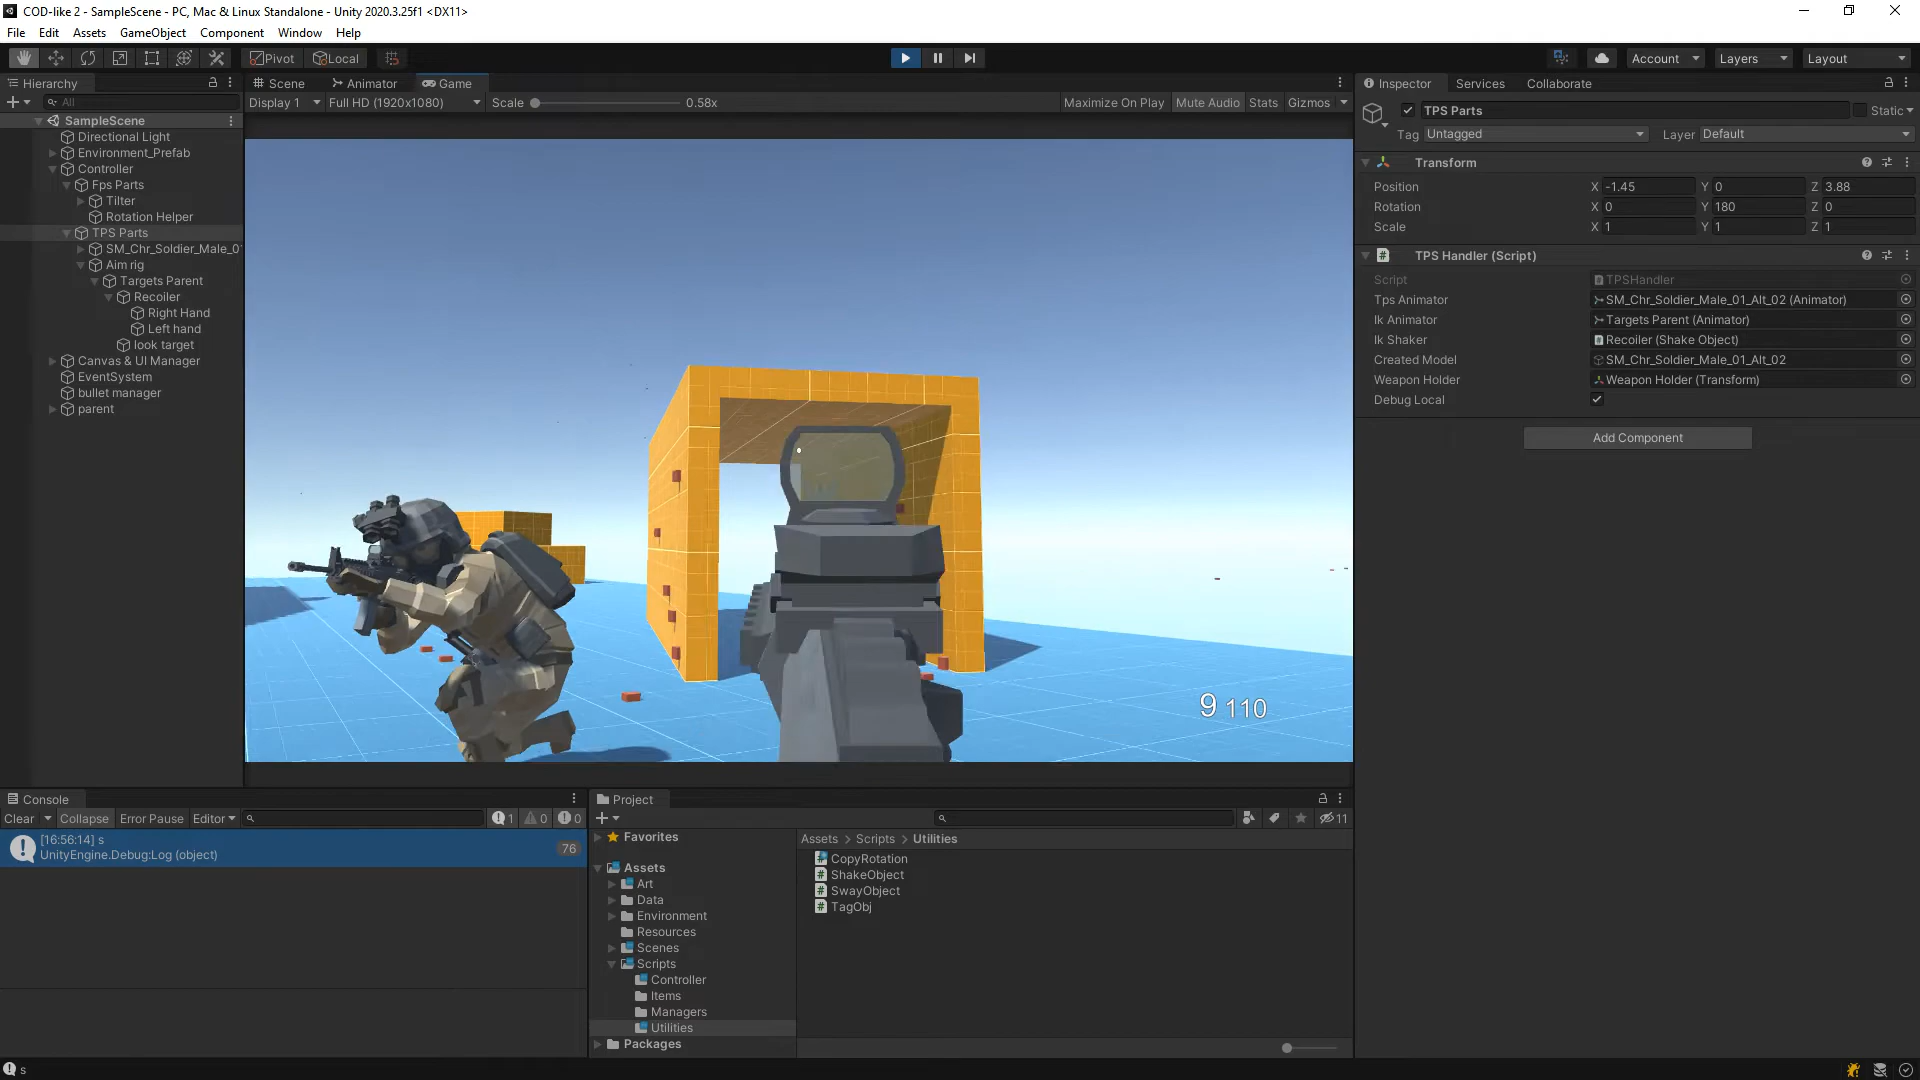 COD-like 2 - SampleScene - PC, Mac & Linux Standalone - Unity 2020.3.25f1 <DX11>
File Edit Assets GameObject Component Window Help
Pivot Local Account Layers Layout
Hierarchy
All
SampleScene
Directional Light
Environment_Prefab
Controller
Fps Parts
Tilter
Rotation Helper
TPS Parts
SM_Chr_Soldier_Male_01
Aim rig
Targets Parent
Recoiler
Right Hand
Left hand
look target
Canvas & UI Manager
EventSystem
bullet manager
parent
Scene Animator Game
Display 1 Full HD (1920x1080) Scale 0.58x Maximize On Play Mute Audio Stats Gizmos
9 110
Inspector Services Collaborate
TPS Parts Static
Tag Untagged Layer Default
Transform
Position X -1.45 Y 0 Z 3.88
Rotation X 0 Y 180 Z 0
Scale X 1 Y 1 Z 1
TPS Handler (Script)
Script TPSHandler
Tps Animator SM_Chr_Soldier_Male_01_Alt_02 (Animator)
Ik Animator Targets Parent (Animator)
Ik Shaker Recoiler (Shake Object)
Created Model SM_Chr_Soldier_Male_01_Alt_02
Weapon Holder Weapon Holder (Transform)
Debug Local
Add Component
Console
Clear Collapse Error Pause Editor 1 0 0
[16:56:14] s
UnityEngine.Debug:Log (object)
76
Project
11
Favorites
Assets
Art
Data
Environment
Resources
Scenes
Scripts
Controller
Items
Managers
Utilities
Packages
Assets > Scripts > Utilities
CopyRotation
ShakeObject
SwayObject
TagObj
s